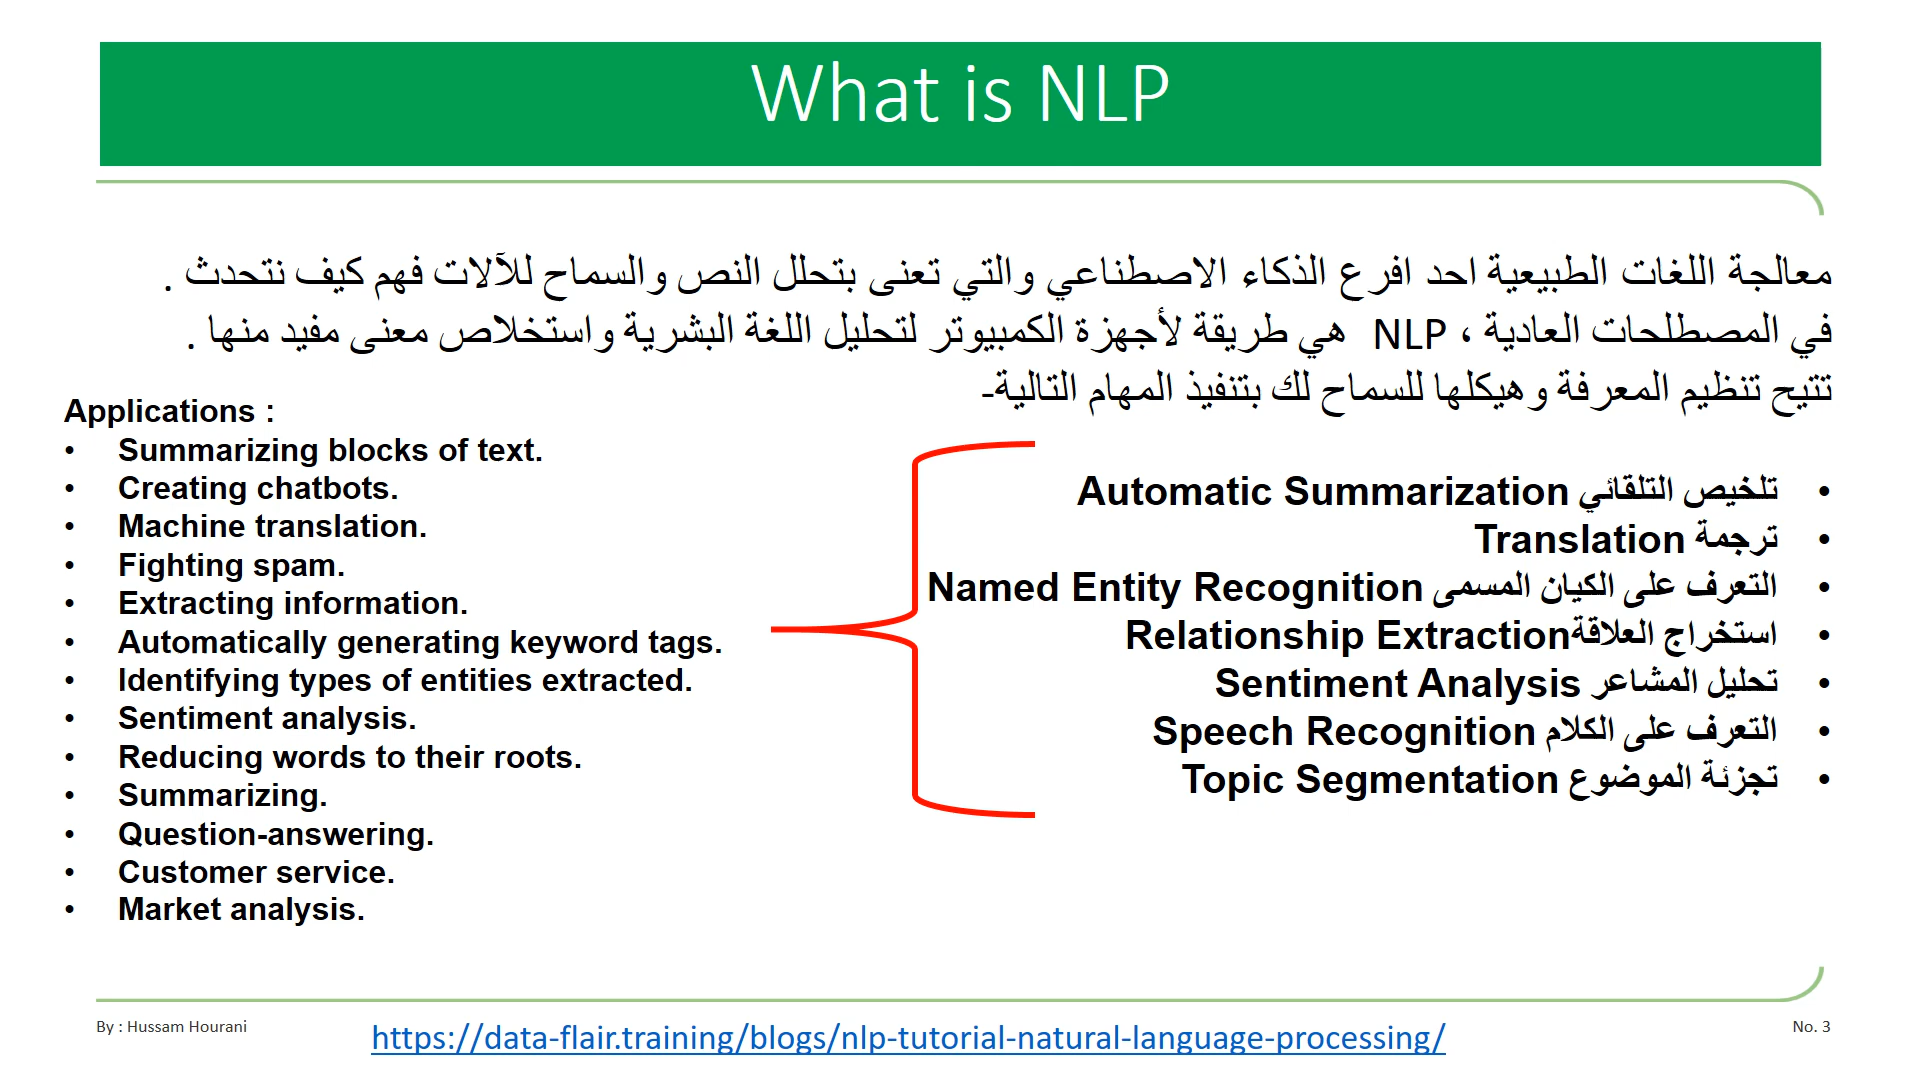 What is NLP
معالجة اللغات الطبيعية احد افرع الذكاء الاصطناعي والتي تعنى بتحلل النص والسماح للآلات فهم كيف نتحدث .
في المصطلحات العادية ، NLP هي طريقة لأجهزة الكمبيوتر لتحليل اللغة البشرية واستخلاص معنى مفيد منها .
تتيح تنظيم المعرفة وهيكلها للسماح لك بتنفيذ المهام التالية-
• تلخيص التلقائي Automatic Summarization
• ترجمة Translation
• التعرف على الكيان المسمى Named Entity Recognition
• استخراج العلاقةRelationship Extraction
• تحليل المشاعر Sentiment Analysis
• التعرف على الكلام Speech Recognition
• تجزئة الموضوع Topic Segmentation
Applications :
• Summarizing blocks of text.
• Creating chatbots.
• Machine translation.
• Fighting spam.
• Extracting information.
• Automatically generating keyword tags.
• Identifying types of entities extracted.
• Sentiment analysis.
• Reducing words to their roots.
• Summarizing.
• Question-answering.
• Customer service.
• Market analysis.
By : Hussam Hourani
https://data-flair.training/blogs/nlp-tutorial-natural-language-processing/
No. 3